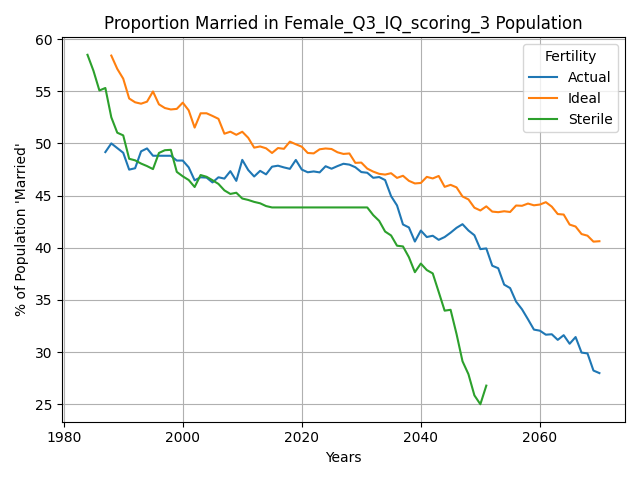 Proportion Married in Female_Q3_IQ_scoring_3 Population
60
55
50
45
40
35
30
25
% of Population 'Married'
Fertility
Actual
Ideal
Sterile
1980
2000
2020
2040
2060
Years